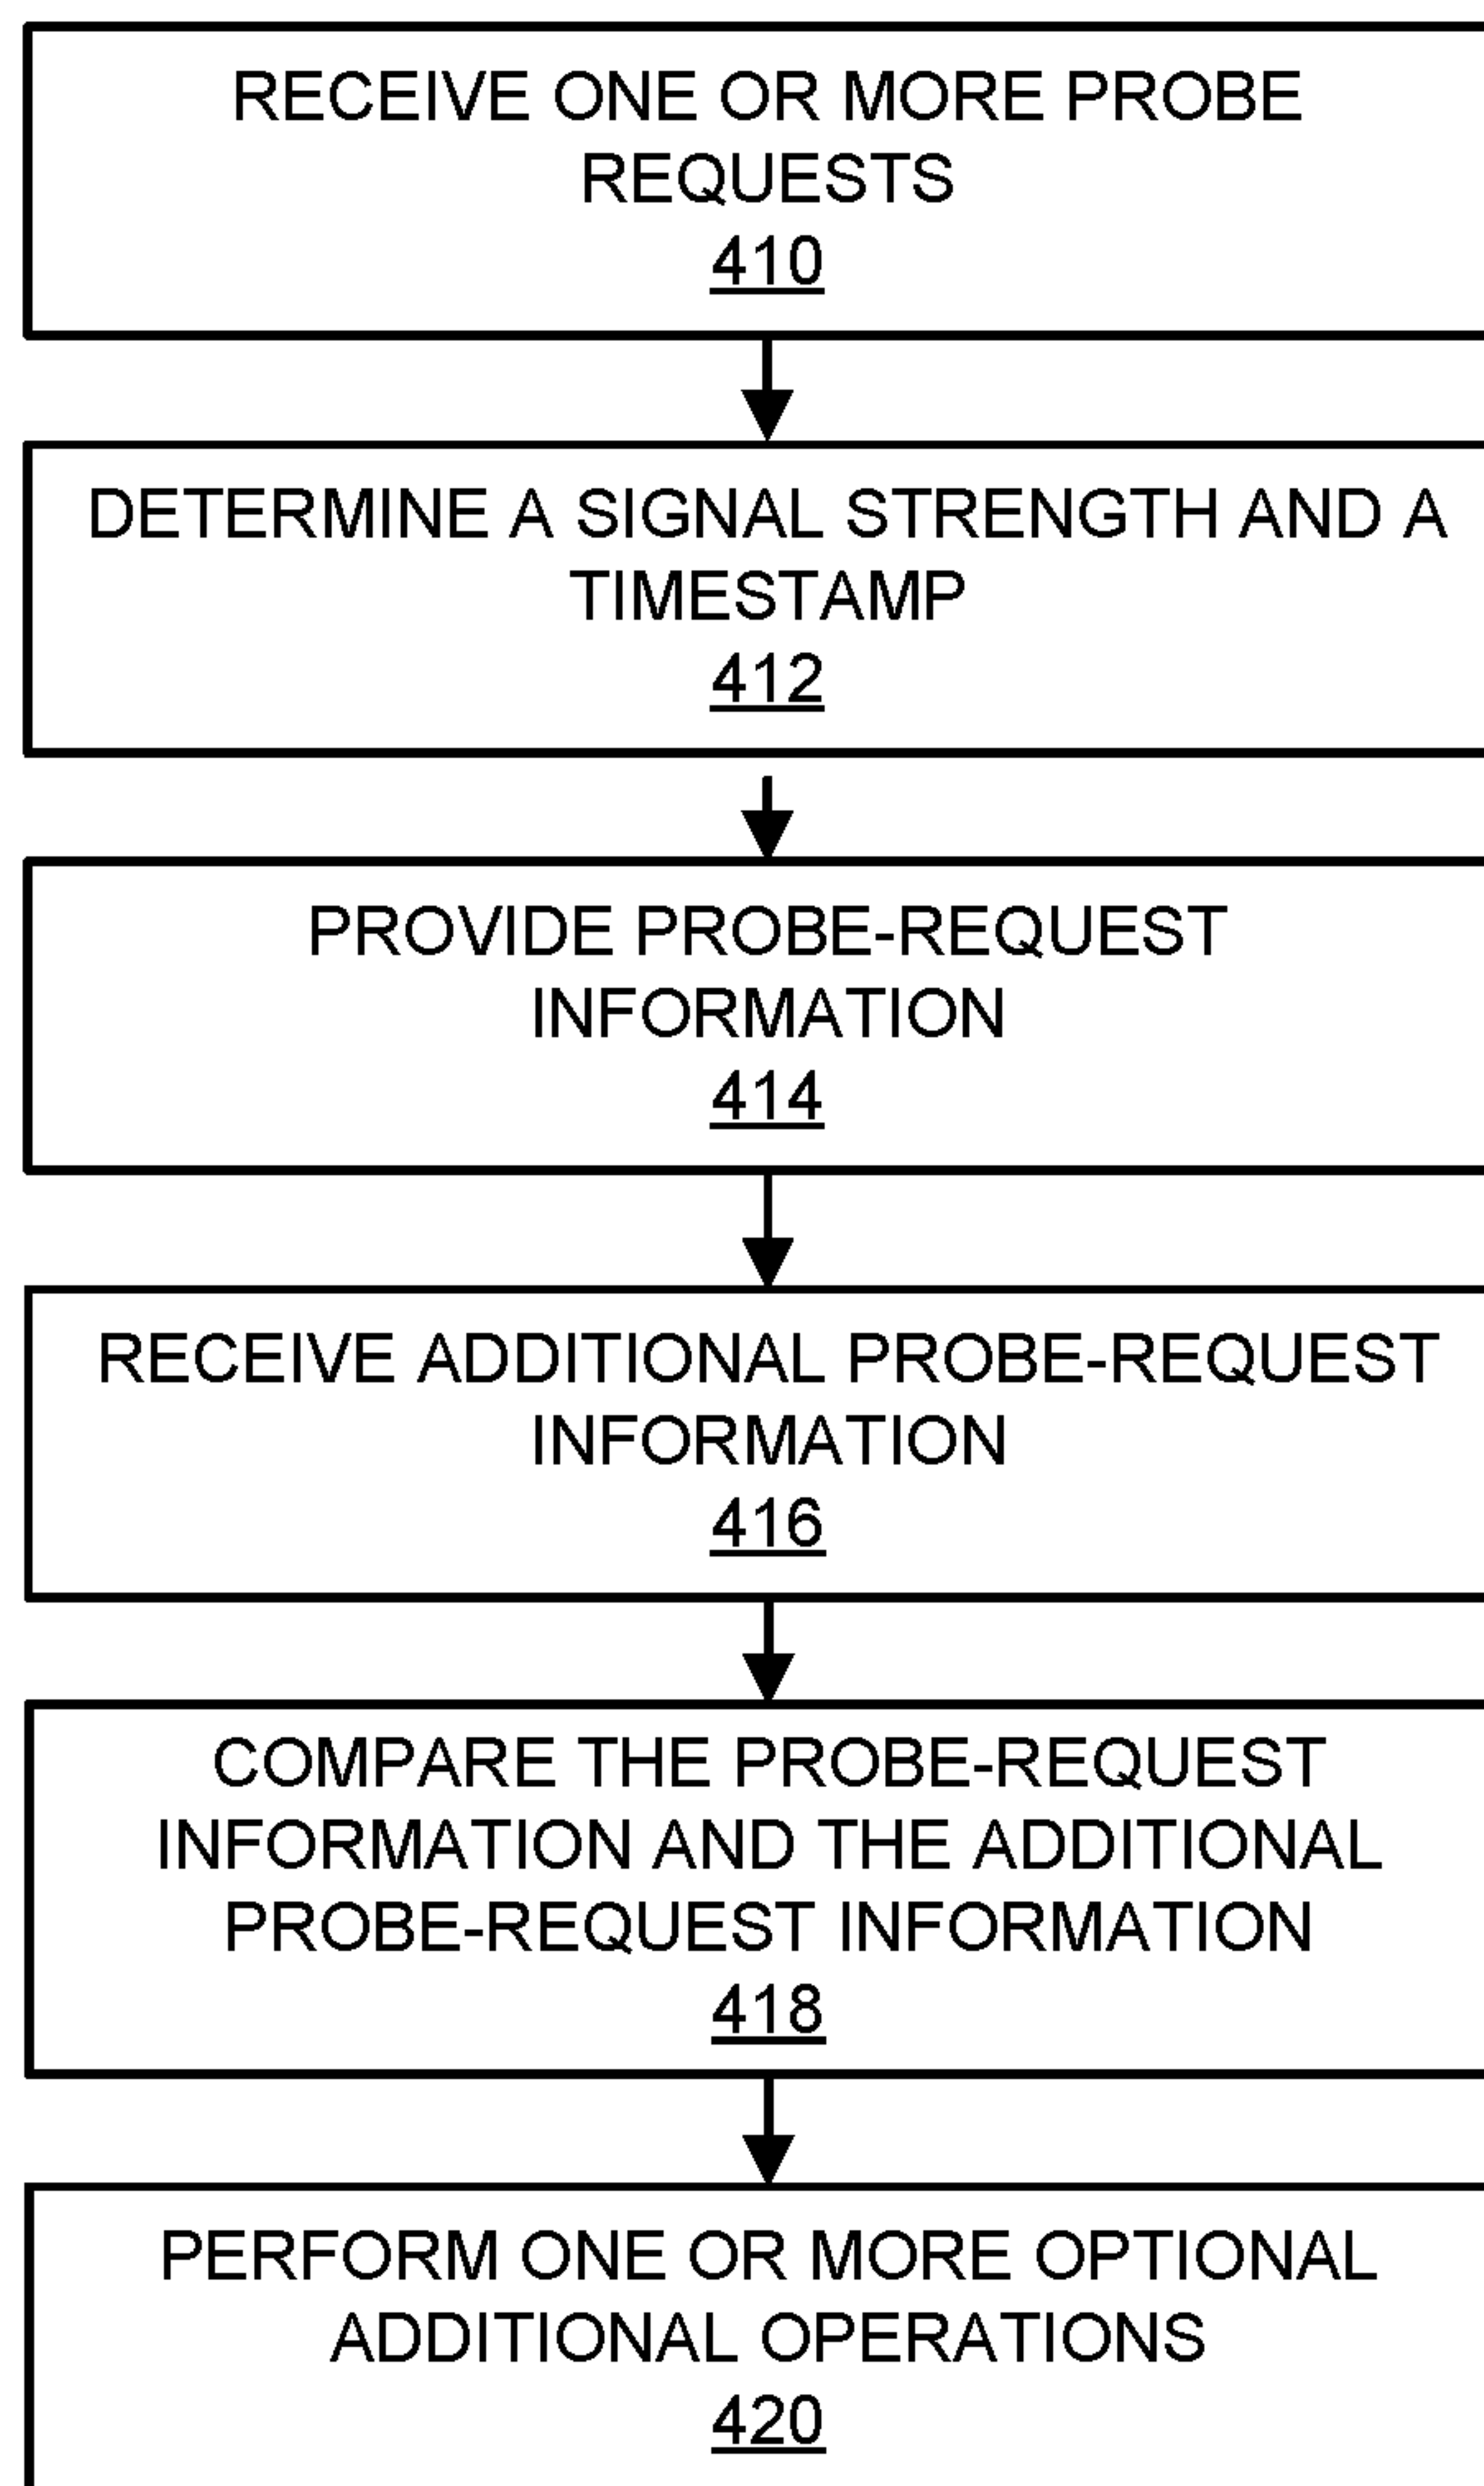 RECEIVE ONE OR MORE PROBE
REQUESTS
410
DETERMINE A SIGNAL STRENGTH AND A
TIMESTAMP
412
PROVIDE PROBE-REQUEST
INFORMATION
414
RECEIVE ADDITIONAL PROBE-REQUEST
INFORMATION
416
COMPARE THE PROBE-REQUEST
INFORMATION AND THE ADDITIONAL
PROBE-REQUEST INFORMATION
418
PERFORM ONE OR MORE OPTIONAL
ADDITIONAL OPERATIONS
420